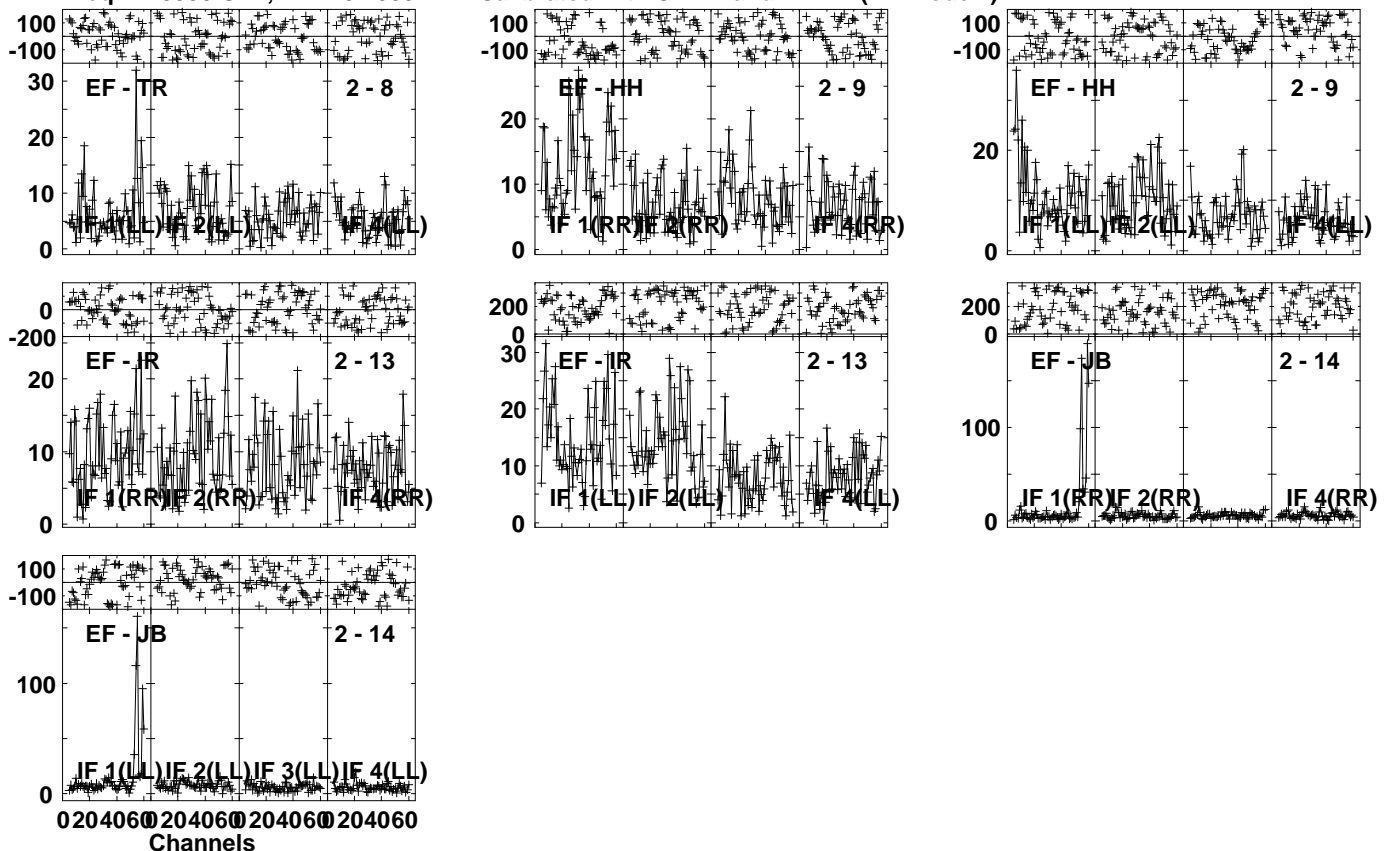 100
-100
30
20
10
0
EF - TR
2 - 8
IF 1(LL) IF 2(LL) IF 4(LL)
20
10
0
EF - HH
2 - 9
IF 1(RR) IF 2(RR) IF 4(RR)
100
-100
20
0
EF - HH
2 - 9
IF 1(LL) IF 2(LL) IF 4(LL)
0
-200
20
10
0
EF - IR
2 - 13
IF 1(RR) IF 2(RR) IF 4(RR)
200
0
30
20
10
0
EF - IR
2 - 13
IF 1(LL) IF 2(LL) IF 4(LL)
200
0
100
0
EF - JB
2 - 14
IF 1(RR) IF 2(RR) IF 4(RR)
100
-100
100
0
EF - JB
2 - 14
IF 1(LL) IF 2(LL) IF 3(LL) IF 4(LL)
0 20 40 60 0 20 40 60 0 20 40 60 0 20 40 60
Channels